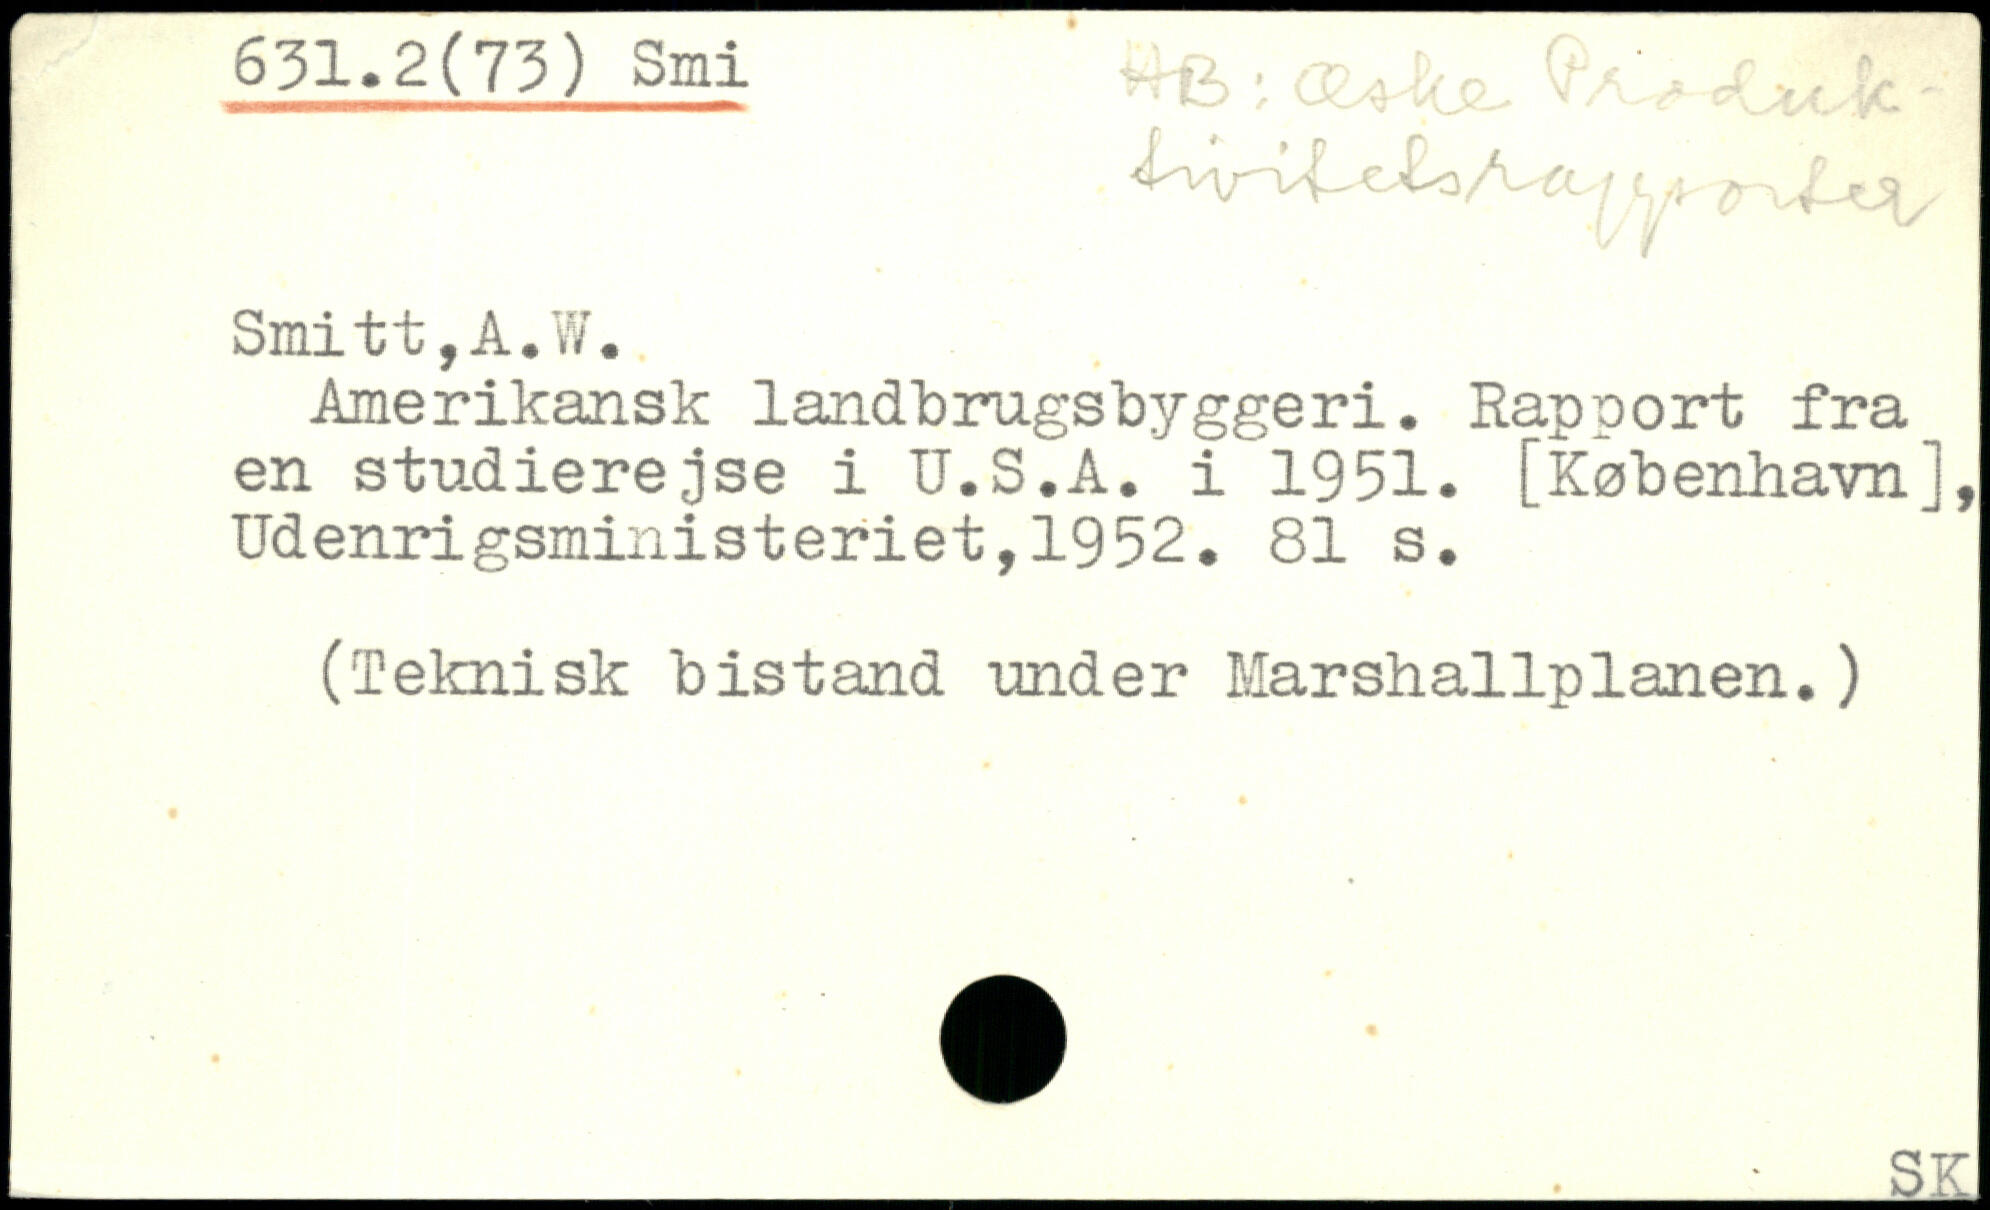 631.2(73) Smi
HB: æske Produk-
tivitetsrapporter
Smitt,A.W.
Amerikansk landbrugsbyggeri. Rapport fra
en studierejse i U.S.A. i 1951. [København],
Udenrigsministeriet,1952. 81 s.
(Teknisk bistand under Marshallplanen.)
SK